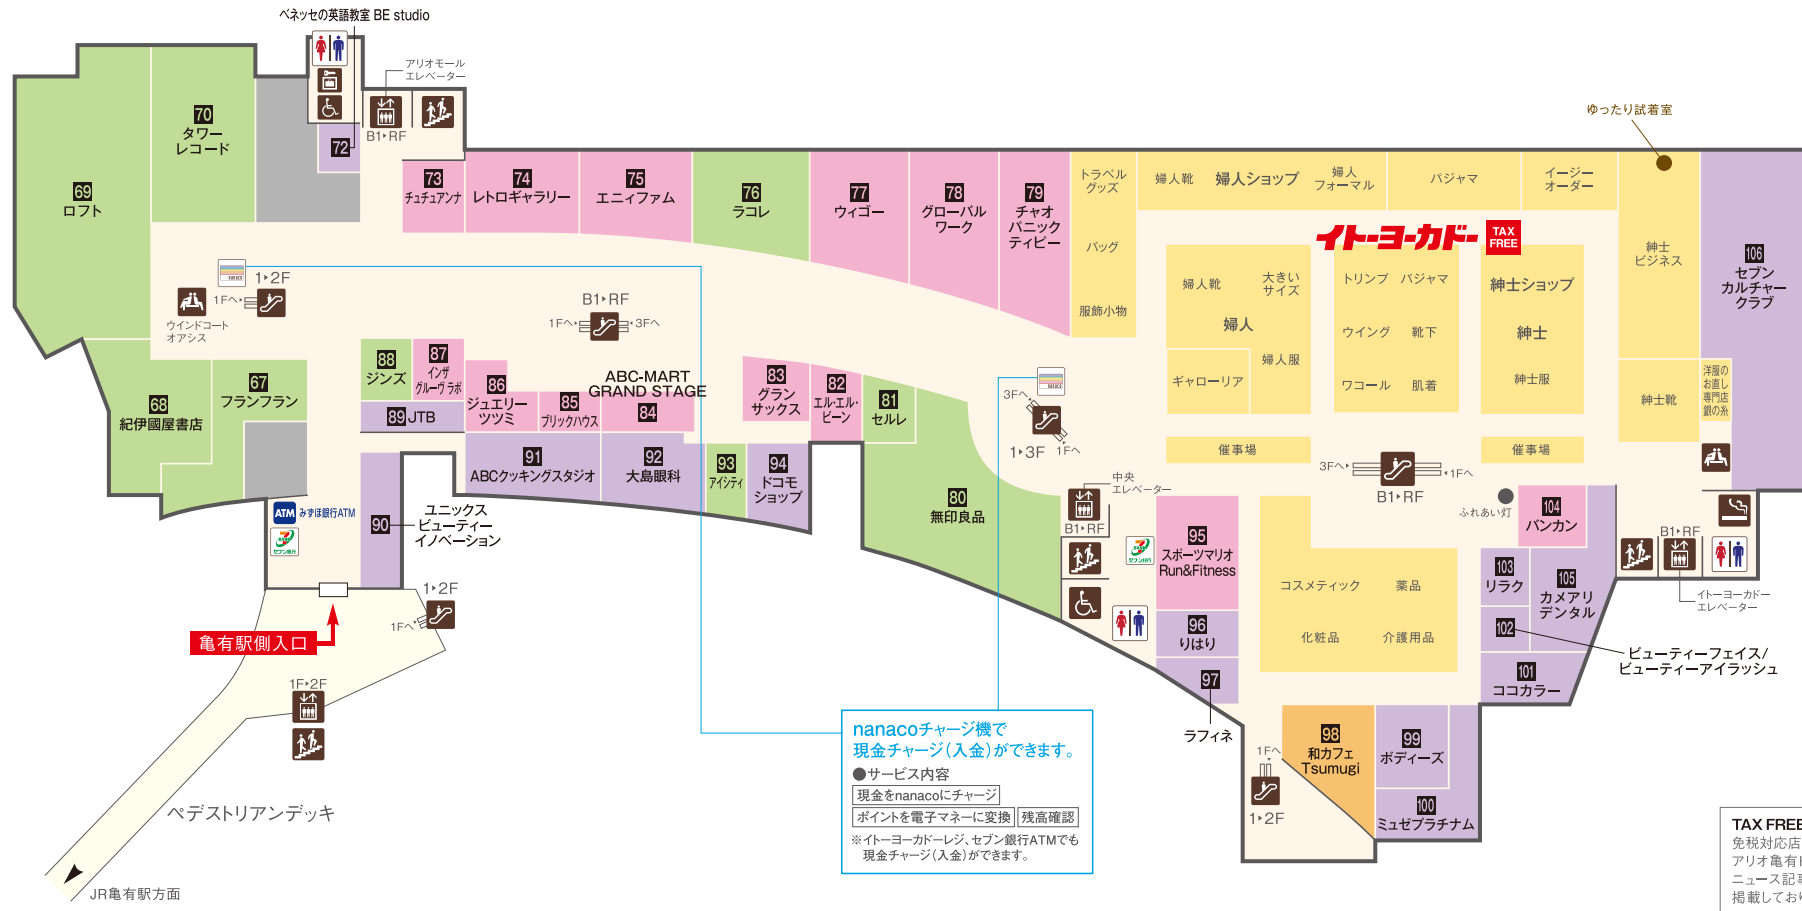 ベネッセの英語教室 BE studio
アリオモール
エレベーター
B1▸RF
70
タワー
レコード
72
69
ロフト
73
チュチュアンナ
74
レトロギャラリー
75
エニィファム
76
ラコレ
77
ウィゴー
78
グローバル
ワーク
79
チャオ
パニック
ティピー
トラベル
グッズ
バッグ
服飾小物
婦人靴
婦人ショップ
婦人
フォーマル
パジャマ
イージー
オーダー
ゆったり試着室
イトーヨーカドー
TAX
FREE
紳士
ビジネス
106
セブン
カルチャー
クラブ
婦人靴
大きい
サイズ
婦人
婦人服
ギャローリア
トリンプ
パジャマ
ウイング
靴下
ワコール
肌着
紳士ショップ
紳士
紳士服
紳士靴
洋服の
お直し
専門店
銀の糸
催事場
催事場
1▸2F
1Fへ▸
ウインドコート
オアシス
B1▸RF
1Fへ▸
◂3Fへ
88
ジンズ
87
インザ
グルーヴ ラボ
86
ジュエリー
ツツミ
85
ブリックハウス
ABC-MART
GRAND STAGE
84
83
グラン
サックス
82
エル・エル・
ビーン
81
セルレ
67
フランフラン
68
紀伊國屋書店
89 JTB
91
ABCクッキングスタジオ
92
大島眼科
93
アイシティ
94
ドコモ
ショップ
80
無印良品
3Fへ
1▸3F
1Fへ
中央
エレベーター
B1▸RF
3Fへ▸
◂1Fへ
B1▸RF
ふれあい灯
ATM みずほ銀行ATM
セブン銀行
90
ユニックス
ビューティー
イノベーション
セブン銀行
95
スポーツマリオ
Run&Fitness
96
りはり
97
ラフィネ
コスメティック
薬品
化粧品
介護用品
104
バンカン
103
リラク
105
カメアリ
デンタル
102
ビューティーフェイス/
ビューティーアイラッシュ
101
ココカラー
B1▸RF
イトーヨーカドー
エレベーター
亀有駅側入口
1▸2F
1Fへ
1F▸2F
ペデストリアンデッキ
JR亀有駅方面
nanacoチャージ機で
現金チャージ(入金)ができます。
●サービス内容
現金をnanacoにチャージ
ポイントを電子マネーに変換 残高確認
※イトーヨーカドーレジ、セブン銀行ATMでも
現金チャージ(入金)ができます。
1Fへ
1▸2F
98
和カフェ
Tsumugi
99
ボディーズ
100
ミュゼプラチナム
TAX FREE
免税対応店
アリオ亀有
ニュース記
掲載してお